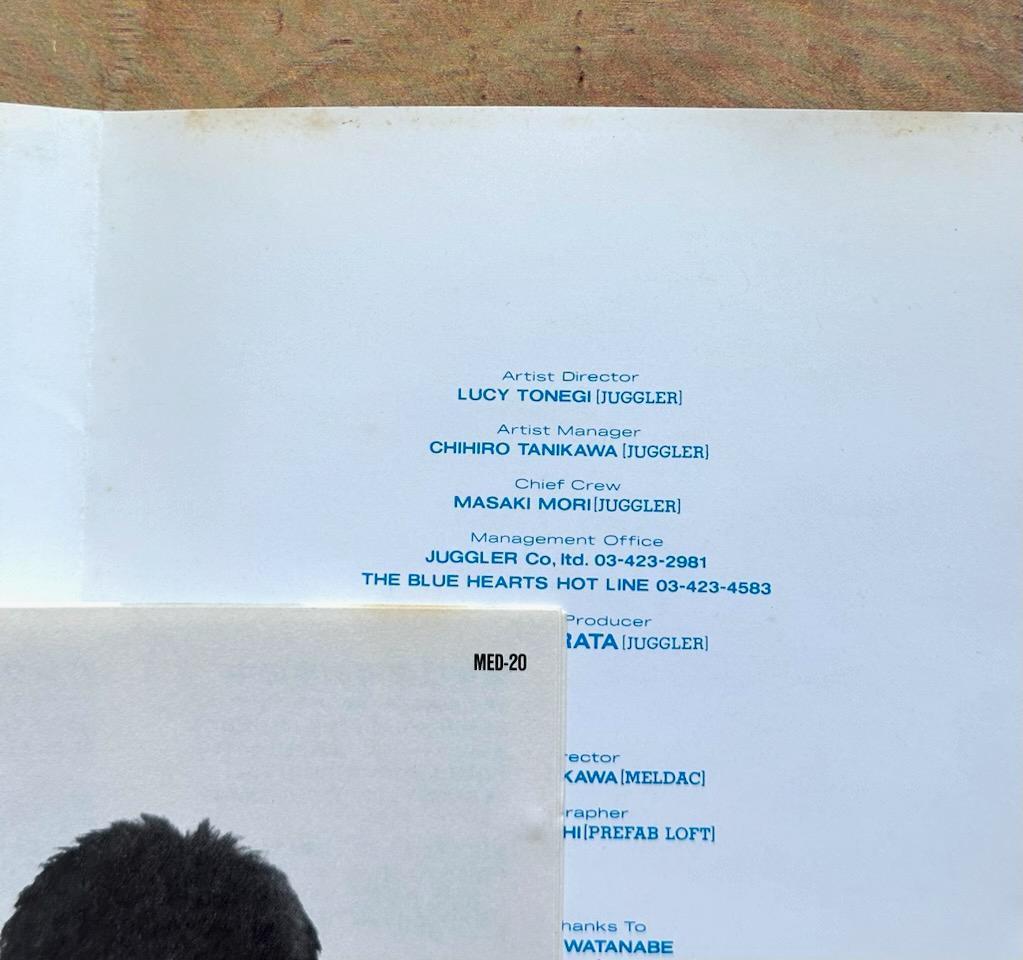 Artist Director
LUCY TONEGI [JUGGLER]
Artist Manager
CHIHIRO TANIKAWA [JUGGLER]
Chief Crew
MASAKI MORI [JUGGLER]
Management Office
JUGGLER Co, ltd. 03-423-2981
THE BLUE HEARTS HOT LINE 03-423-4583
Producer
RATA [JUGGLER]
MED-20
ector
KAWA [MELDAC]
rapher
HI [PREFAB LOFT]
hanks To
WATANABE